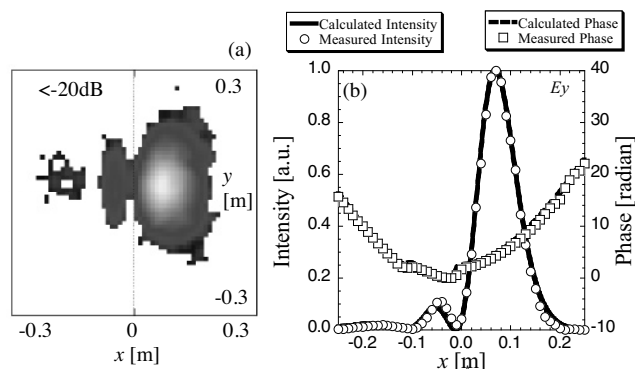 Calculated Intensity
Measured Intensity
Calculated Phase
Measured Phase
(a)
<-20dB
0.3
y
[m]
-0.3
-0.3 0 0.3
x [m]
(b)
Ey
1.0
0.8
0.6
0.4
0.2
0.0
Intensity [a.u.]
40
30
20
10
0
-10
Phase [radian]
-0.2 -0.1 0.0 0.1 0.2
x [m]